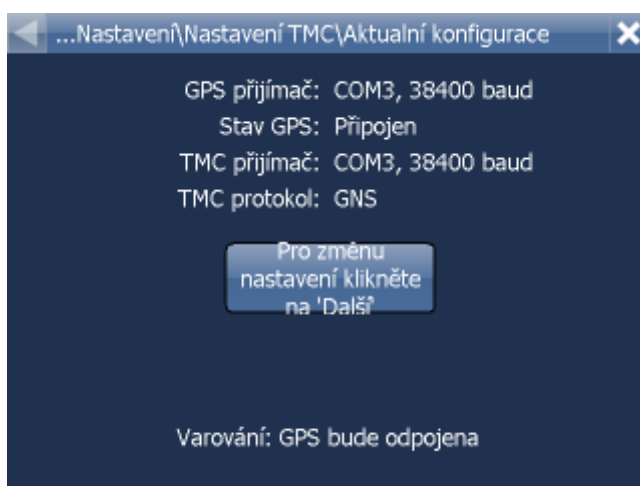 ...Nastavení\Nastavení TMC\Aktualní konfigurace
GPS přijímač: COM3, 38400 baud
Stav GPS: Připojen
TMC přijímač: COM3, 38400 baud
TMC protokol: GNS
Pro změnu
nastavení klikněte
na 'Další'
Varování: GPS bude odpojena